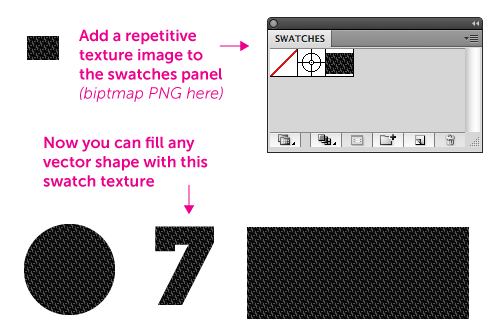 Add a repetitive
texture image to
the swatches panel
(biptmap PNG here)
SWATCHES
Now you can fill any
vector shape with this
swatch texture
7